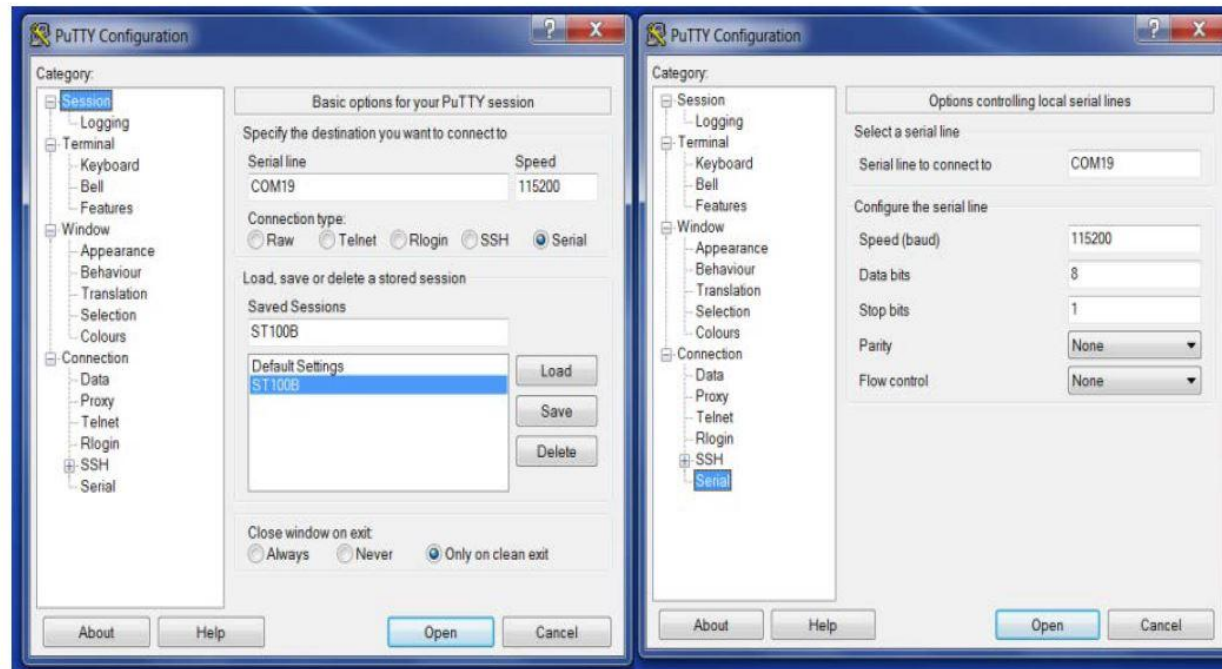 PuTTY Configuration
Category:
Session
Logging
Terminal
Keyboard
Bell
Features
Window
Appearance
Behaviour
Translation
Selection
Colours
Connection
Data
Proxy
Telnet
Rlogin
SSH
Serial
Basic options for your PuTTY session
Specify the destination you want to connect to
Serial line Speed
COM19 115200
Connection type:
Raw Telnet Rlogin SSH Serial
Load, save or delete a stored session
Saved Sessions
ST100B
Default Settings
ST100B
Load
Save
Delete
Close window on exit:
Always Never Only on clean exit
About Help Open Cancel
PuTTY Configuration
Category:
Session
Logging
Terminal
Keyboard
Bell
Features
Window
Appearance
Behaviour
Translation
Selection
Colours
Connection
Data
Proxy
Telnet
Rlogin
SSH
Serial
Options controlling local serial lines
Select a serial line
Serial line to connect to COM19
Configure the serial line
Speed (baud) 115200
Data bits 8
Stop bits 1
Parity None
Flow control None
About Help Open Cancel